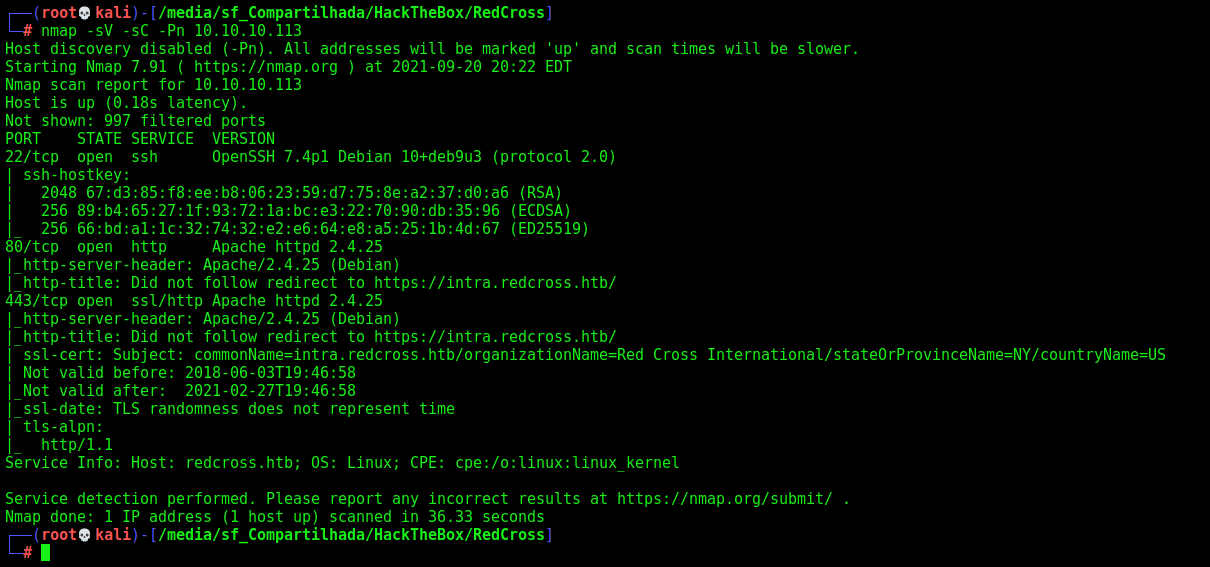 ┌──(root💀kali)-[/media/sf_Compartilhada/HackTheBox/RedCross]
└─# nmap -sV -sC -Pn 10.10.10.113
Host discovery disabled (-Pn). All addresses will be marked 'up' and scan times will be slower.
Starting Nmap 7.91 ( https://nmap.org ) at 2021-09-20 20:22 EDT
Nmap scan report for 10.10.10.113
Host is up (0.18s latency).
Not shown: 997 filtered ports
PORT    STATE SERVICE  VERSION
22/tcp  open  ssh      OpenSSH 7.4p1 Debian 10+deb9u3 (protocol 2.0)
| ssh-hostkey:
|   2048 67:d3:85:f8:ee:b8:06:23:59:d7:75:8e:a2:37:d0:a6 (RSA)
|   256 89:b4:65:27:1f:93:72:1a:bc:e3:22:70:90:db:35:96 (ECDSA)
|_  256 66:bd:a1:1c:32:74:32:e2:e6:64:e8:a5:25:1b:4d:67 (ED25519)
80/tcp  open  http     Apache httpd 2.4.25
|_http-server-header: Apache/2.4.25 (Debian)
|_http-title: Did not follow redirect to https://intra.redcross.htb/
443/tcp open  ssl/http Apache httpd 2.4.25
|_http-server-header: Apache/2.4.25 (Debian)
|_http-title: Did not follow redirect to https://intra.redcross.htb/
| ssl-cert: Subject: commonName=intra.redcross.htb/organizationName=Red Cross International/stateOrProvinceName=NY/countryName=US
| Not valid before: 2018-06-03T19:46:58
|_Not valid after:  2021-02-27T19:46:58
|_ssl-date: TLS randomness does not represent time
| tls-alpn:
|_  http/1.1
Service Info: Host: redcross.htb; OS: Linux; CPE: cpe:/o:linux:linux_kernel

Service detection performed. Please report any incorrect results at https://nmap.org/submit/ .
Nmap done: 1 IP address (1 host up) scanned in 36.33 seconds
┌──(root💀kali)-[/media/sf_Compartilhada/HackTheBox/RedCross]
└─#